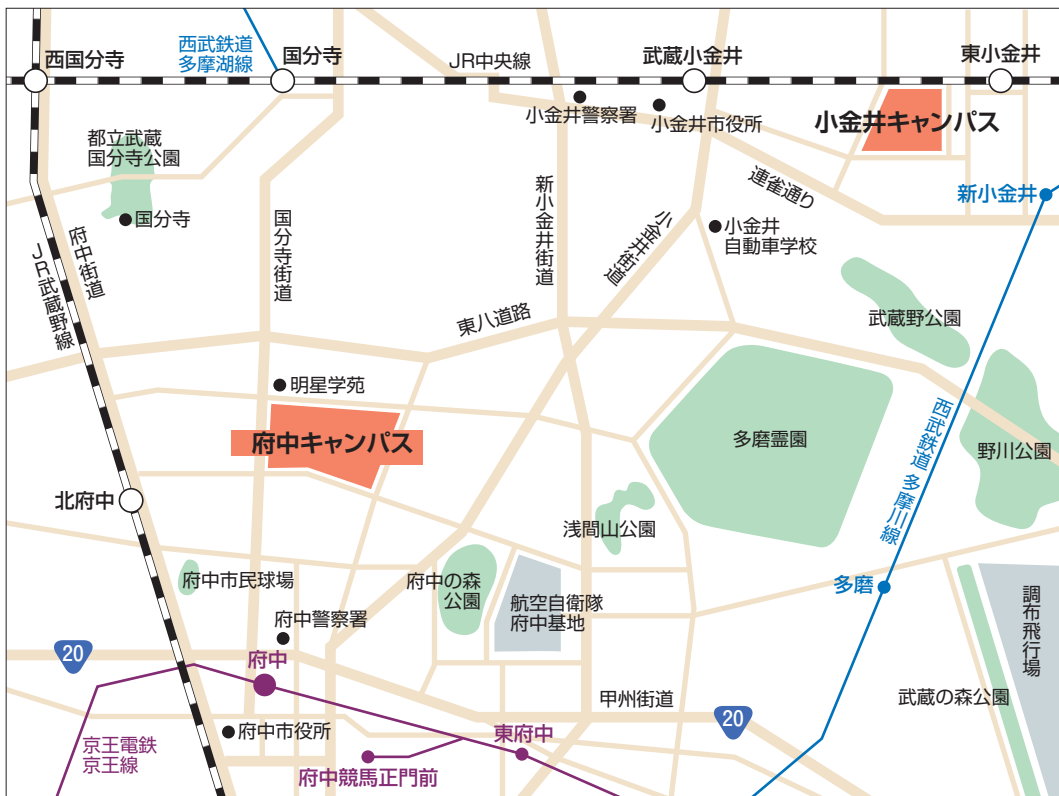 西武鉄道
多摩湖線
国分寺
西国分寺
JR中央線
武蔵小金井
東小金井
小金井警察署
小金井市役所
小金井キャンパス
都立武蔵
国分寺公園
国分寺
連雀通り
新小金井
府中街道
JR武蔵野線
国分寺街道
新小金井街道
小金井街道
小金井
自動車学校
東八道路
武蔵野公園
明星学苑
府中キャンパス
多磨霊園
西武鉄道 多摩川線
野川公園
北府中
浅間山公園
府中市民球場
府中の森
公園
航空自衛隊
府中基地
多磨
調布飛行場
府中警察署
20
府中
甲州街道
武蔵の森公園
20
府中市役所
東府中
京王電鉄
京王線
府中競馬正門前